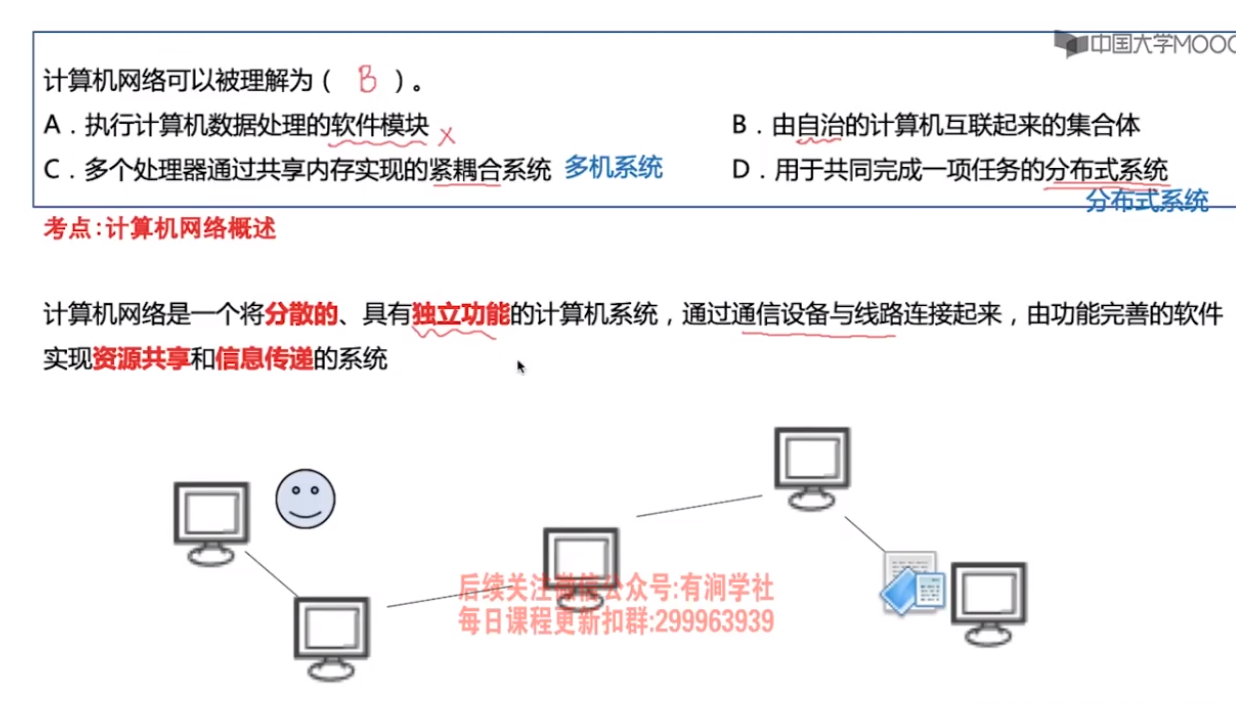 中国大学MOOC
计算机网络可以被理解为（ B ）。
A．执行计算机数据处理的软件模块 ×
B．由自治的计算机互联起来的集合体
C．多个处理器通过共享内存实现的紧耦合系统 多机系统
D．用于共同完成一项任务的分布式系统
分布式系统
考点:计算机网络概述
计算机网络是一个将分散的、具有独立功能的计算机系统，通过通信设备与线路连接起来，由功能完善的软件
实现资源共享和信息传递的系统
后续关注微信公众号:有涧学社
每日课程更新扣群:299963939